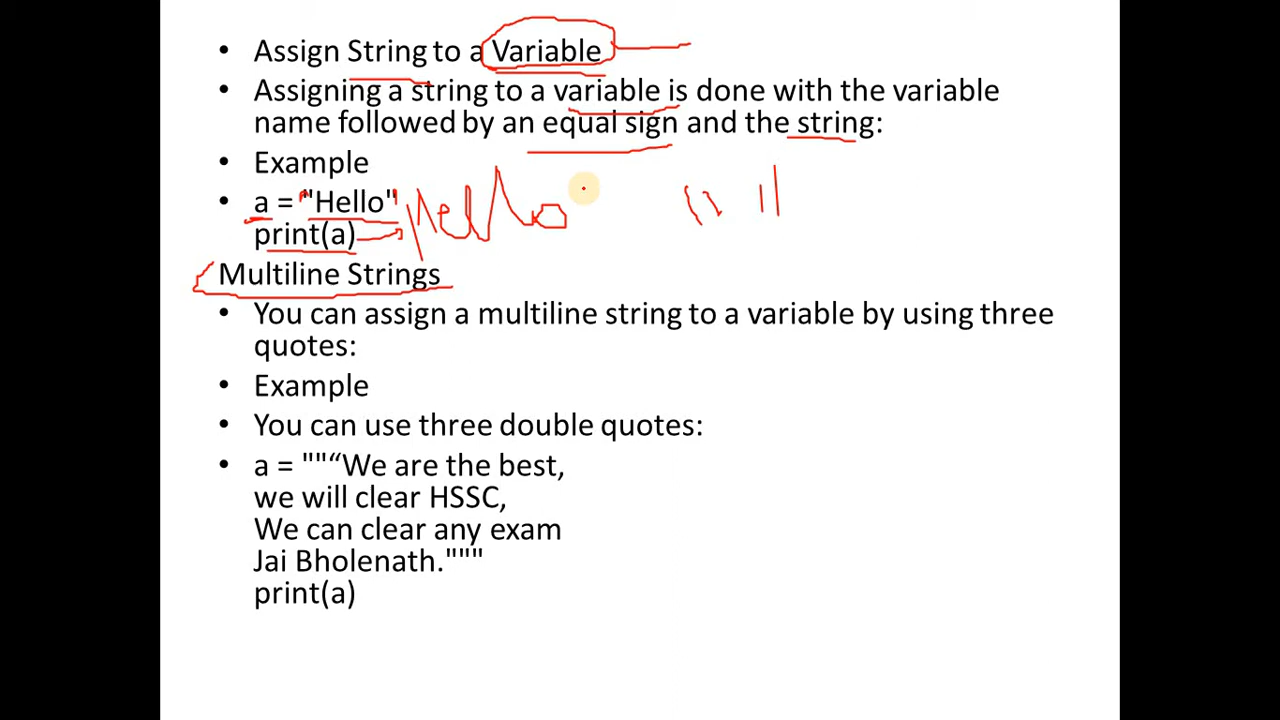 • Assign String to a Variable
• Assigning a string to a variable is done with the variable
name followed by an equal sign and the string:
• Example
• a = "Hello" Hello " "
print(a)
Multiline Strings
• You can assign a multiline string to a variable by using three
quotes:
• Example
• You can use three double quotes:
• a = ""“We are the best,
we will clear HSSC,
We can clear any exam
Jai Bholenath."""
print(a)